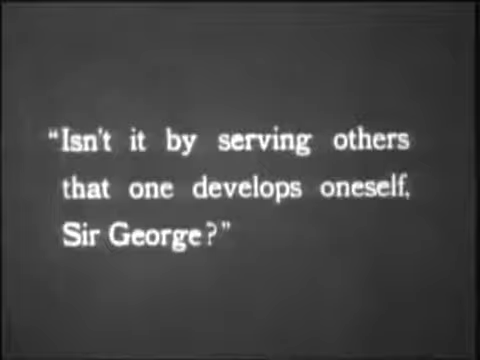 "Isn't it by serving others
that one develops oneself,
Sir George?"